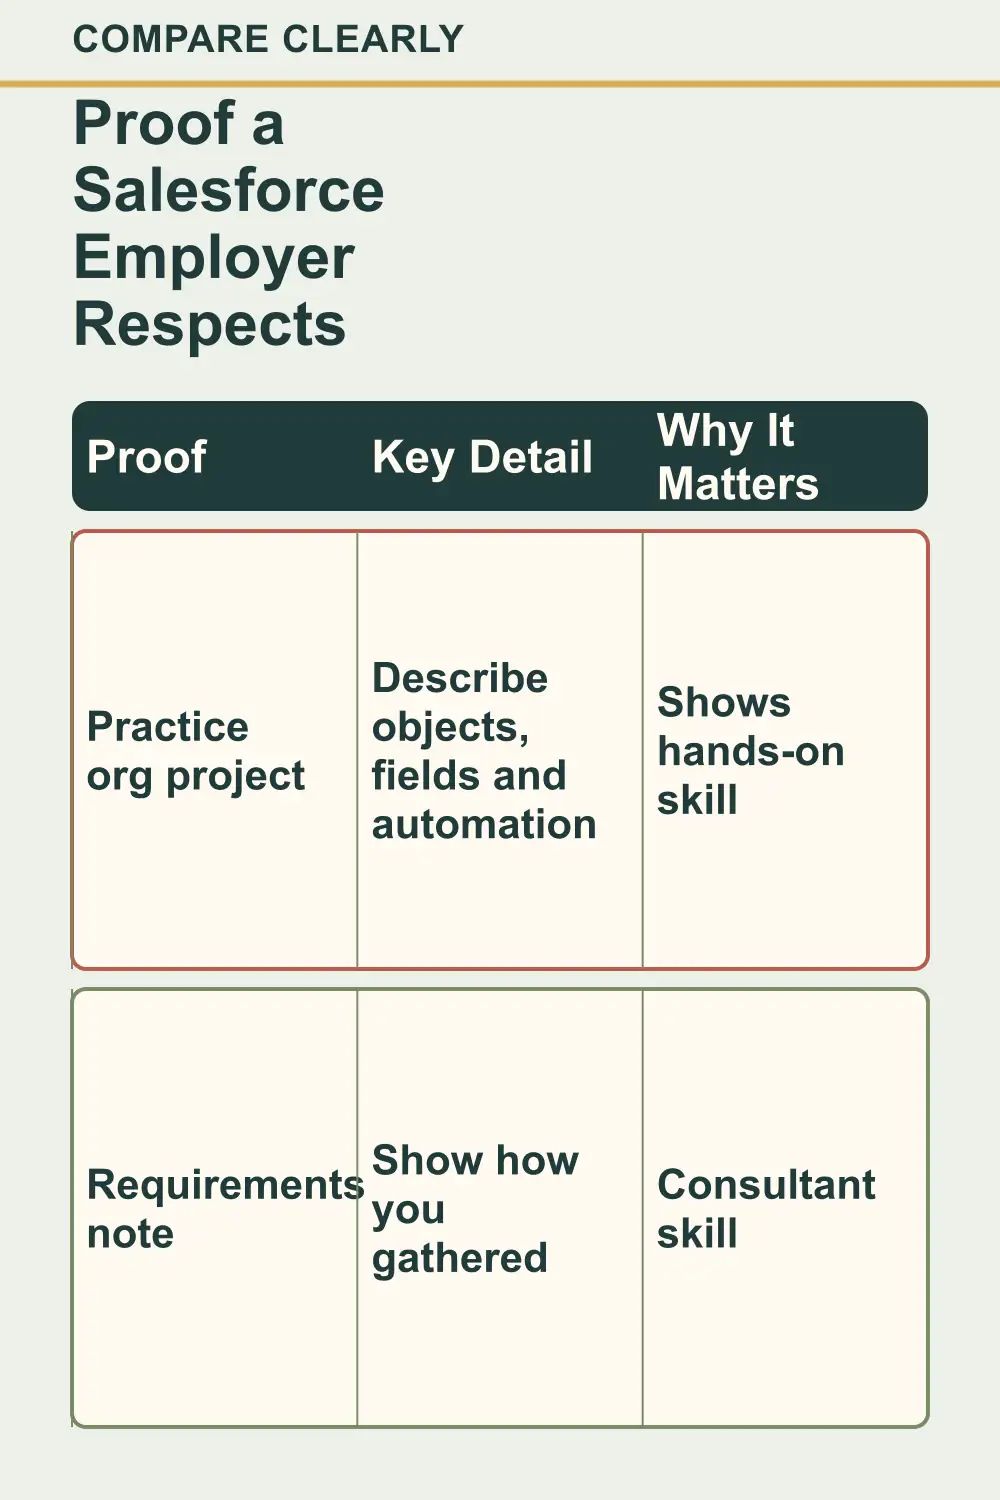 COMPARE CLEARLY
Proof a
Salesforce
Employer
Respects
Proof
Key Detail
Why It
Matters
Practice
org project
Describe
objects,
fields and
automation
Shows
hands-on
skill
Requirements
note
Show how
you
gathered
Consultant
skill